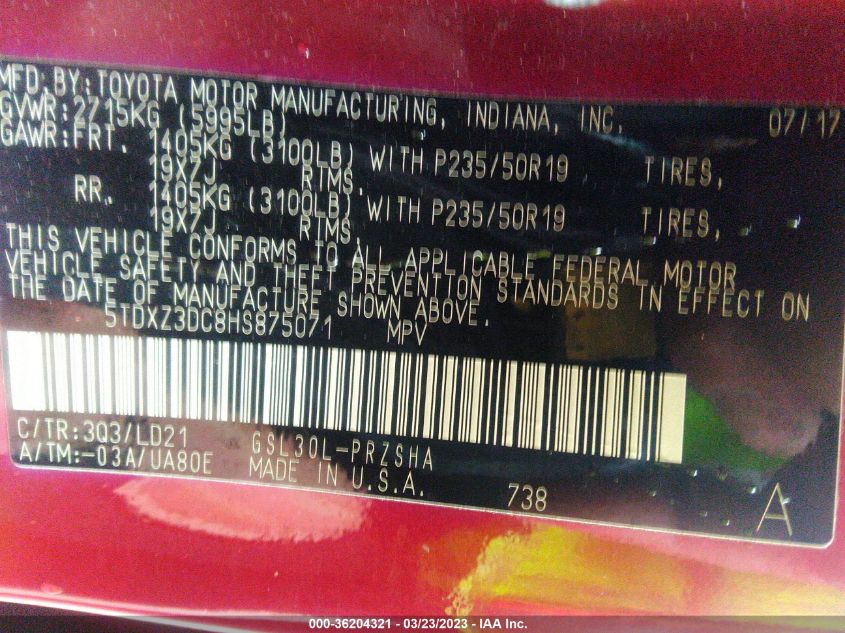 MFD.BY:TOYOTA MOTOR MANUFACTURING, INDIANA, INC. 07/17
GVWR:2715KG (5995LB)
GAWR:FRT. 1405KG (3100LB) WITH P235/50R19 TIRES,
19X7J RIMS,
RR. 1405KG (3100LB) WITH P235/50R19 TIRES,
19X7J RIMS,
THIS VEHICLE CONFORMS TO ALL APPLICABLE FEDERAL MOTOR
VEHICLE SAFETY AND THEFT PREVENTION STANDARDS IN EFFECT ON
THE DATE OF MANUFACTURE SHOWN ABOVE.
5TDXZ3DC8HS875071 MPV
C/TR:3Q3/LD21 GSL30L-PRZSHA
A/TM:-03A/UA80E MADE IN U.S.A. 738 A
000-36204321 - 03/23/2023 - IAA Inc.